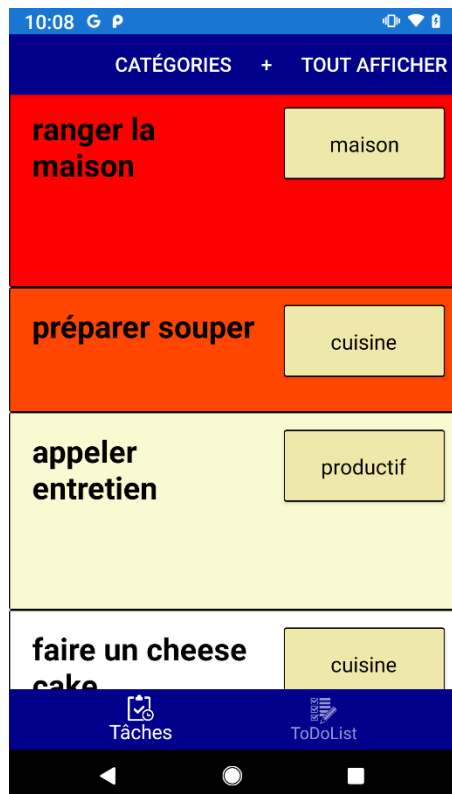 10:08 G P
CATÉGORIES + TOUT AFFICHER
ranger la
maison
maison
préparer souper
cuisine
appeler
entretien
productif
faire un cheese
cake
cuisine
Tâches
ToDoList